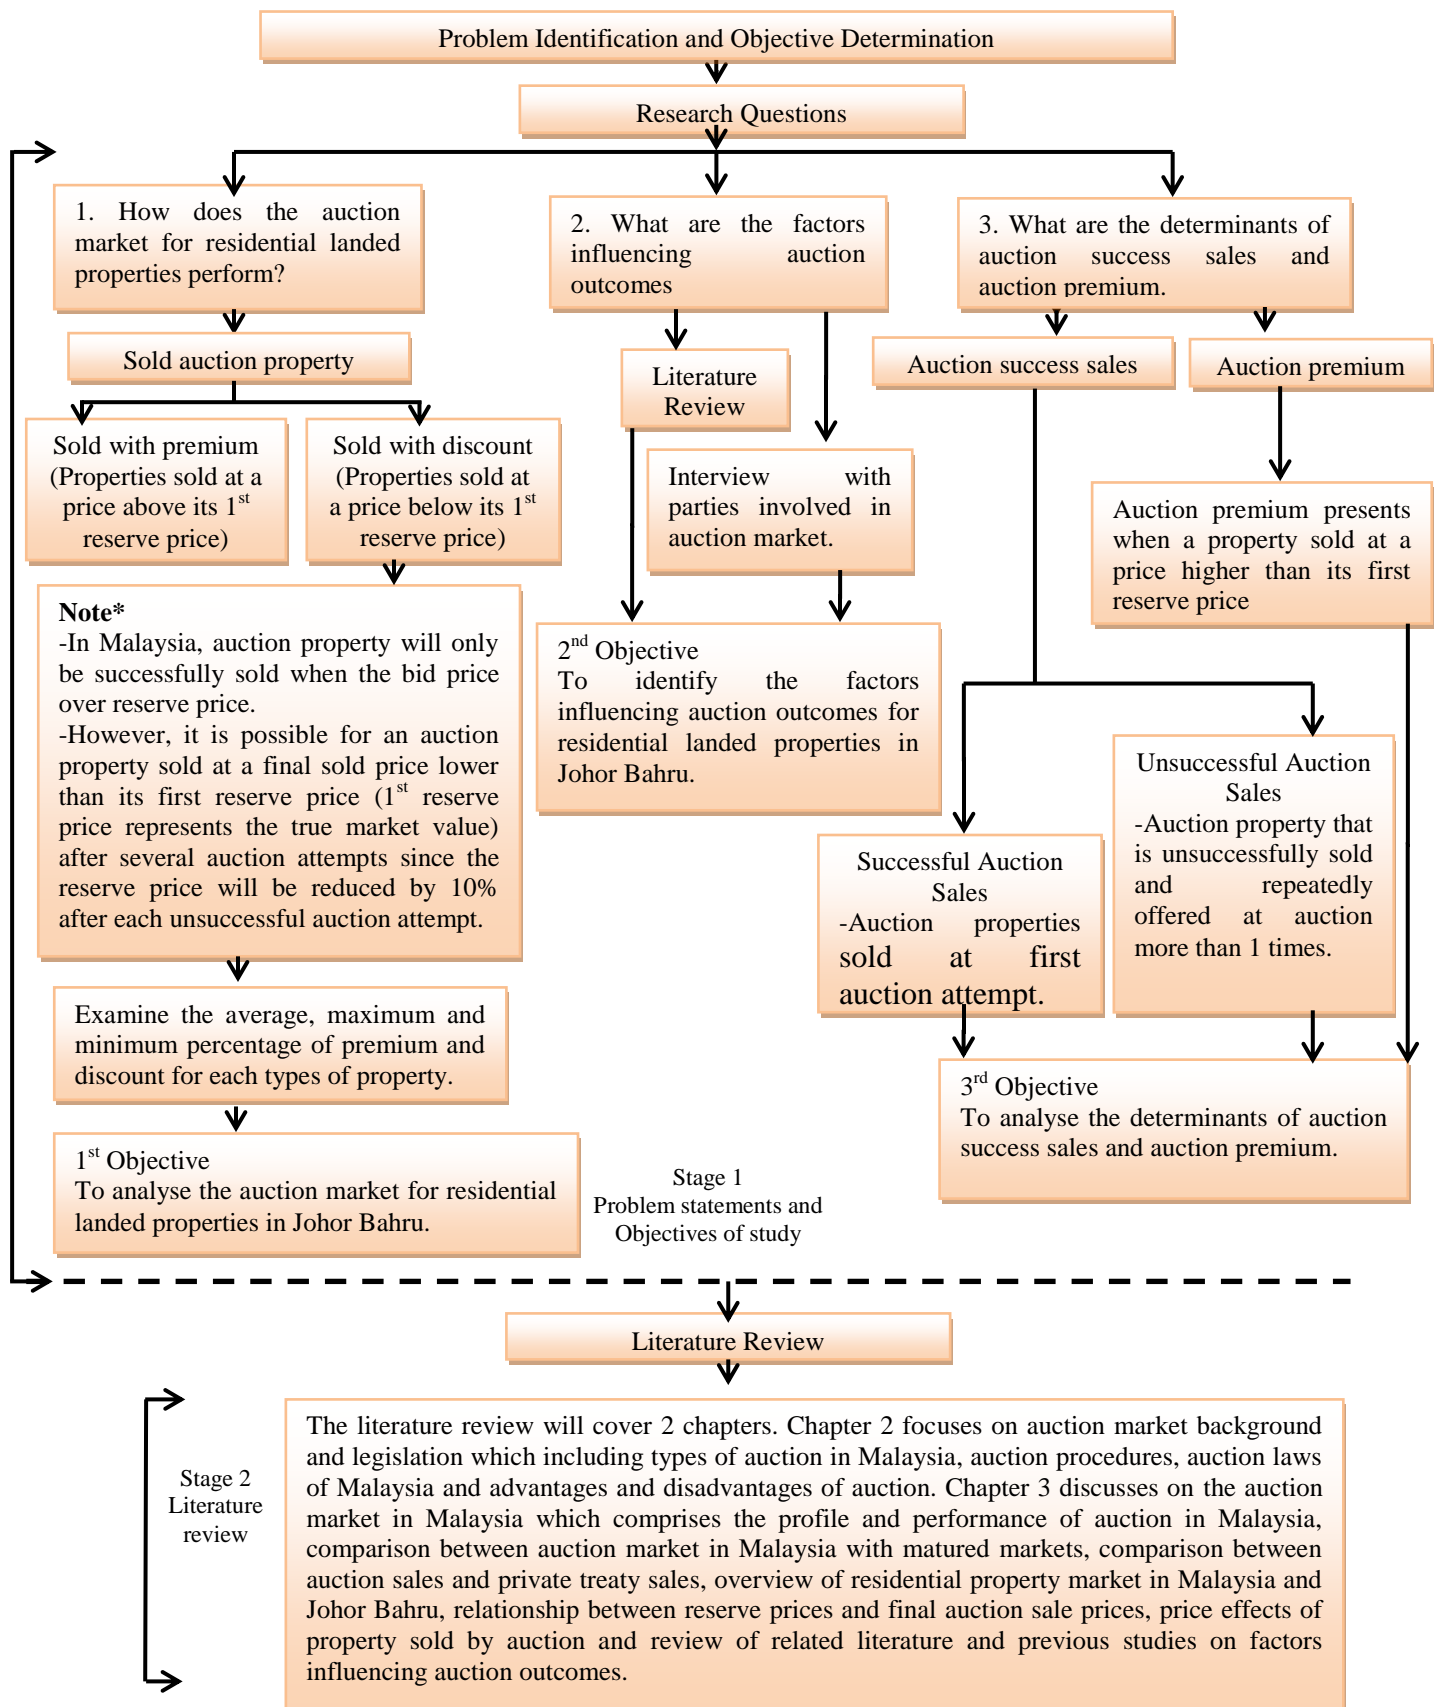 Problem Identification and Objective Determination
Research Questions
1. How does the auction
market for residential landed
properties perform?
Sold auction property
Sold with premium
(Properties sold at a
price above its 1st
reserve price)
Sold with discount
(Properties sold at
a price below its 1st
reserve price)
Note*
-In Malaysia, auction property will only
be successfully sold when the bid price
over reserve price.
-However, it is possible for an auction
property sold at a final sold price lower
than its first reserve price (1st reserve
price represents the true market value)
after several auction attempts since the
reserve price will be reduced by 10%
after each unsuccessful auction attempt.
Examine the average, maximum and
minimum percentage of premium and
discount for each types of property.
1st Objective
To analyse the auction market for residential
landed properties in Johor Bahru.
2. What are the factors
influencing auction
outcomes
Literature
Review
Interview with
parties involved in
auction market.
2nd Objective
To identify the factors
influencing auction outcomes for
residential landed properties in
Johor Bahru.
3. What are the determinants of
auction success sales and
auction premium.
Auction success sales
Auction premium
Auction premium presents
when a property sold at a
price higher than its first
reserve price
Successful Auction
Sales
-Auction properties
sold at first
auction attempt.
Unsuccessful Auction
Sales
-Auction property that
is unsuccessfully sold
and repeatedly
offered at auction
more than 1 times.
3rd Objective
To analyse the determinants of auction
success sales and auction premium.
Stage 1
Problem statements and
Objectives of study
Literature Review
Stage 2
Literature
review
The literature review will cover 2 chapters. Chapter 2 focuses on auction market background
and legislation which including types of auction in Malaysia, auction procedures, auction laws
of Malaysia and advantages and disadvantages of auction. Chapter 3 discusses on the auction
market in Malaysia which comprises the profile and performance of auction in Malaysia,
comparison between auction market in Malaysia with matured markets, comparison between
auction sales and private treaty sales, overview of residential property market in Malaysia and
Johor Bahru, relationship between reserve prices and final auction sale prices, price effects of
property sold by auction and review of related literature and previous studies on factors
influencing auction outcomes.